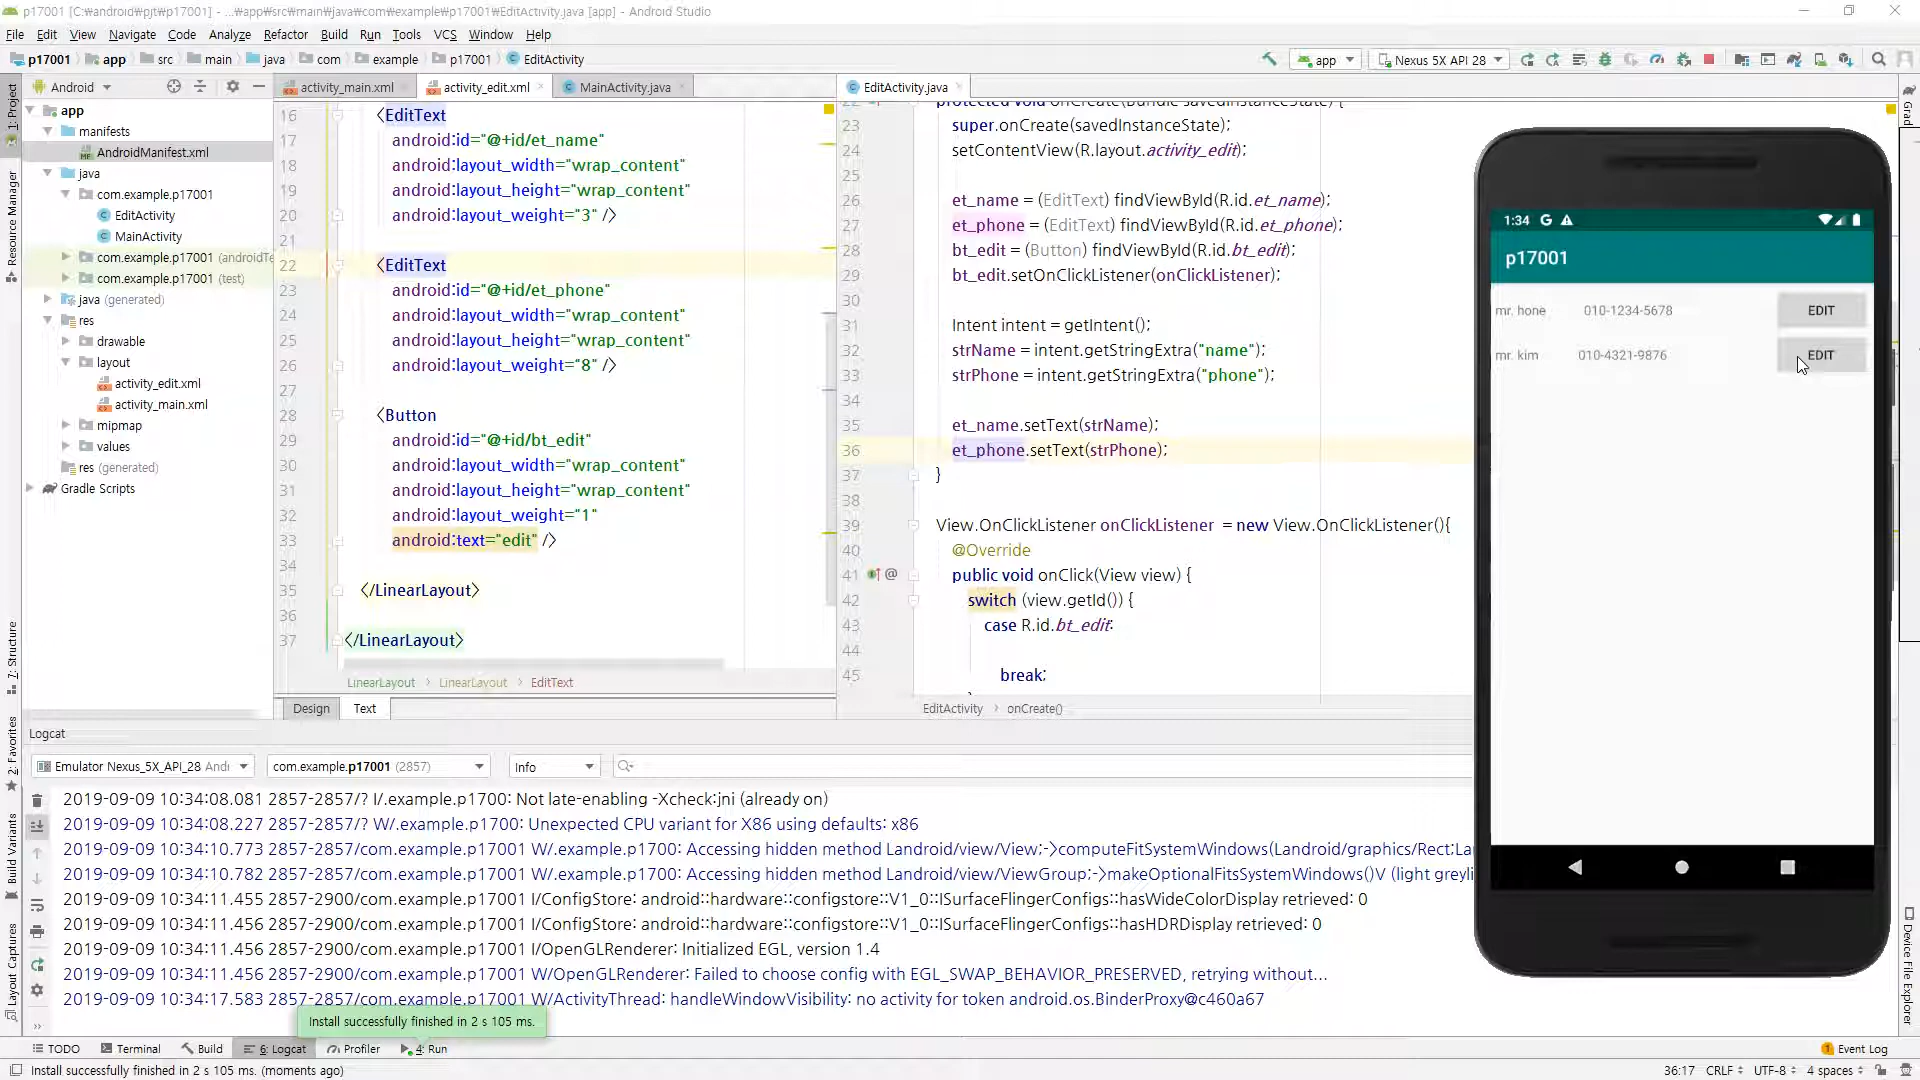 p17001 [C:₩android₩pjt₩p17001] - ...₩app₩src₩main₩java₩com₩example₩p17001₩EditActivity.java [app] - Android Studio
File Edit View Navigate Code Analyze Refactor Build Run Tools VCS Window Help
p17001 app src main java com example p17001 EditActivity
app Nexus 5X API 28
Android
activity_main.xml activity_edit.xml MainActivity.java EditActivity.java
1: Project
Resource Manager
7: Structure
2: Favorites
Build Variants
Layout Captures
app
manifests
AndroidManifest.xml
java
com.example.p17001
EditActivity
MainActivity
com.example.p17001 (androidTe
com.example.p17001 (test)
java (generated)
res
drawable
layout
activity_edit.xml
activity_main.xml
mipmap
values
res (generated)
Gradle Scripts
16 <EditText
17 android:id="@+id/et_name"
18 android:layout_width="wrap_content"
19 android:layout_height="wrap_content"
20 android:layout_weight="3" />
21
22 <EditText
23 android:id="@+id/et_phone"
24 android:layout_width="wrap_content"
25 android:layout_height="wrap_content"
26 android:layout_weight="8" />
27
28 <Button
29 android:id="@+id/bt_edit"
30 android:layout_width="wrap_content"
31 android:layout_height="wrap_content"
32 android:layout_weight="1"
33 android:text="edit" />
34
35 </LinearLayout>
36
37 </LinearLayout>
LinearLayout > LinearLayout > EditText
Design Text
22 protected void onCreate(Bundle savedInstanceState) {
23 super.onCreate(savedInstanceState);
24 setContentView(R.layout.activity_edit);
25
26 et_name = (EditText) findViewById(R.id.et_name);
27 et_phone = (EditText) findViewById(R.id.et_phone);
28 bt_edit = (Button) findViewById(R.id.bt_edit);
29 bt_edit.setOnClickListener(onClickListener);
30
31 Intent intent = getIntent();
32 strName = intent.getStringExtra("name");
33 strPhone = intent.getStringExtra("phone");
34
35 et_name.setText(strName);
36 et_phone.setText(strPhone);
37 }
38
39 View.OnClickListener onClickListener = new View.OnClickListener(){
40 @Override
41 public void onClick(View view) {
42 switch (view.getId()) {
43 case R.id.bt_edit:
44
45 break;
EditActivity > onCreate()
1:34 G
p17001
mr. hone 010-1234-5678 EDIT
mr. kim 010-4321-9876 EDIT
Grad
Device File Explorer
Logcat
Emulator Nexus_5X_API_28 Andı com.example.p17001 (2857) Info
2019-09-09 10:34:08.081 2857-2857/? I/.example.p1700: Not late-enabling -Xcheck:jni (already on)
2019-09-09 10:34:08.227 2857-2857/? W/.example.p1700: Unexpected CPU variant for X86 using defaults: x86
2019-09-09 10:34:10.773 2857-2857/com.example.p17001 W/.example.p1700: Accessing hidden method Landroid/view/View;->computeFitSystemWindows(Landroid/graphics/Rect;La
2019-09-09 10:34:10.782 2857-2857/com.example.p17001 W/.example.p1700: Accessing hidden method Landroid/view/ViewGroup;->makeOptionalFitsSystemWindows()V (light greyli
2019-09-09 10:34:11.455 2857-2900/com.example.p17001 I/ConfigStore: android::hardware::configstore::V1_0::ISurfaceFlingerConfigs::hasWideColorDisplay retrieved: 0
2019-09-09 10:34:11.456 2857-2900/com.example.p17001 I/ConfigStore: android::hardware::configstore::V1_0::ISurfaceFlingerConfigs::hasHDRDisplay retrieved: 0
2019-09-09 10:34:11.456 2857-2900/com.example.p17001 I/OpenGLRenderer: Initialized EGL, version 1.4
2019-09-09 10:34:11.456 2857-2900/com.example.p17001 W/OpenGLRenderer: Failed to choose config with EGL_SWAP_BEHAVIOR_PRESERVED, retrying without...
2019-09-09 10:34:17.583 2857-2857/com.example.p17001 W/ActivityThread: handleWindowVisibility: no activity for token android.os.BinderProxy@c460a67
Install successfully finished in 2 s 105 ms.
TODO Terminal Build 6: Logcat Profiler 4: Run Event Log
Install successfully finished in 2 s 105 ms. (moments ago)
36:17 CRLF UTF-8 4 spaces